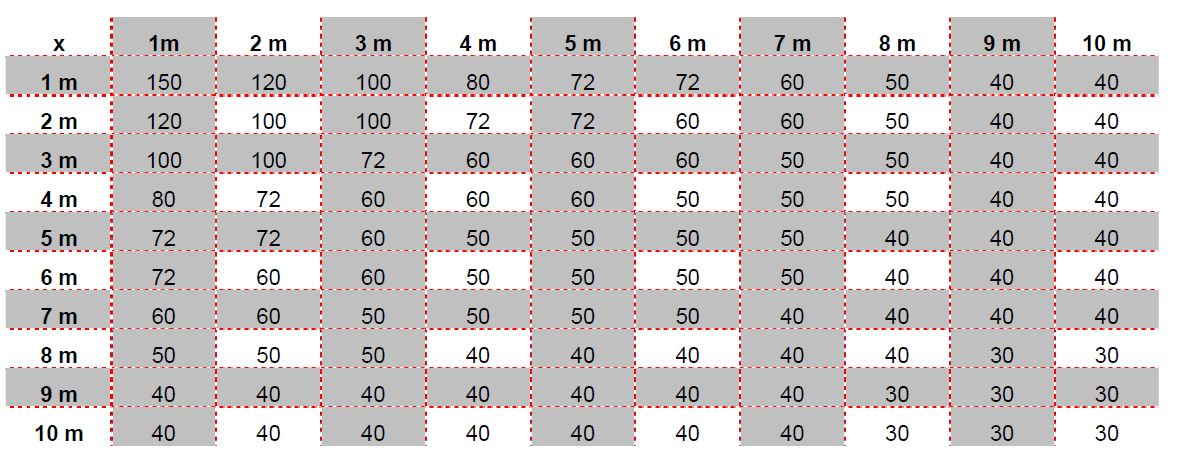 x 1m 2 m 3 m 4 m 5 m 6 m 7 m 8 m 9 m 10 m
1 m 150 120 100 80 72 72 60 50 40 40
2 m 120 100 100 72 72 60 60 50 40 40
3 m 100 100 72 60 60 60 50 50 40 40
4 m 80 72 60 60 60 50 50 50 40 40
5 m 72 72 60 50 50 50 50 40 40 40
6 m 72 60 60 50 50 50 50 40 40 40
7 m 60 60 50 50 50 50 40 40 40 40
8 m 50 50 50 40 40 40 40 40 30 30
9 m 40 40 40 40 40 40 40 30 30 30
10 m 40 40 40 40 40 40 40 30 30 30